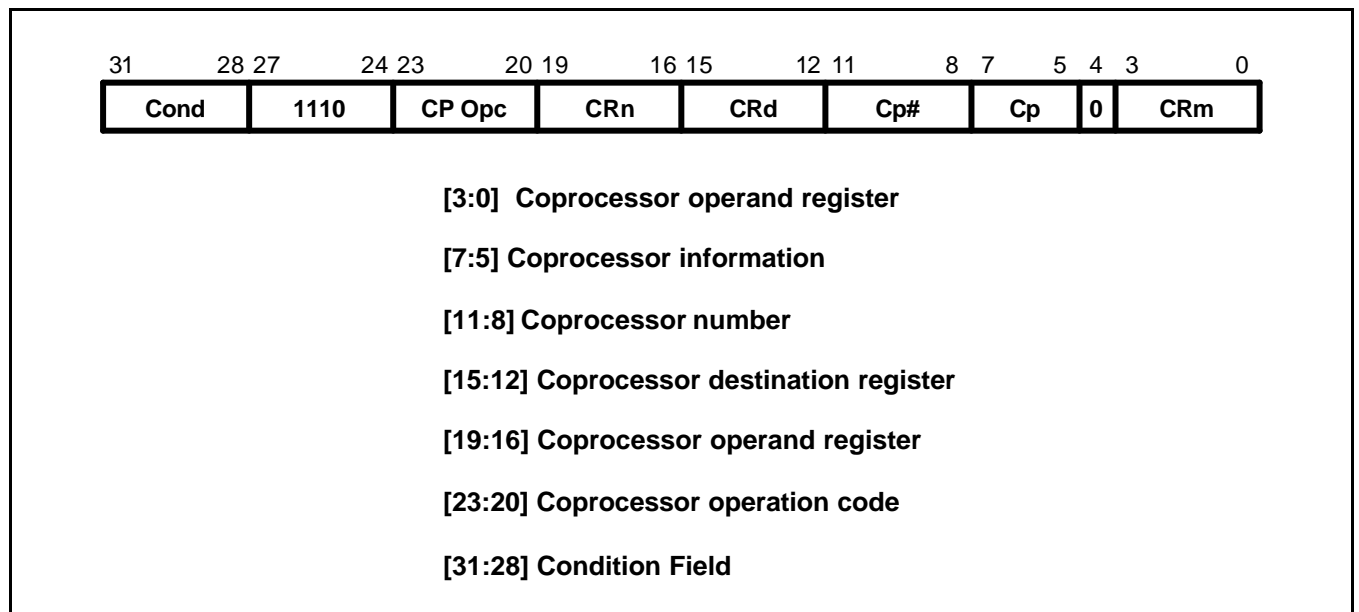 31 28 27 24 23 20 19 16 15 12 11 8 7 5 4 3 0
Cond 1110 CP Opc CRn CRd Cp# Cp 0 CRm
[3:0] Coprocessor operand register
[7:5] Coprocessor information
[11:8] Coprocessor number
[15:12] Coprocessor destination register
[19:16] Coprocessor operand register
[23:20] Coprocessor operation code
[31:28] Condition Field